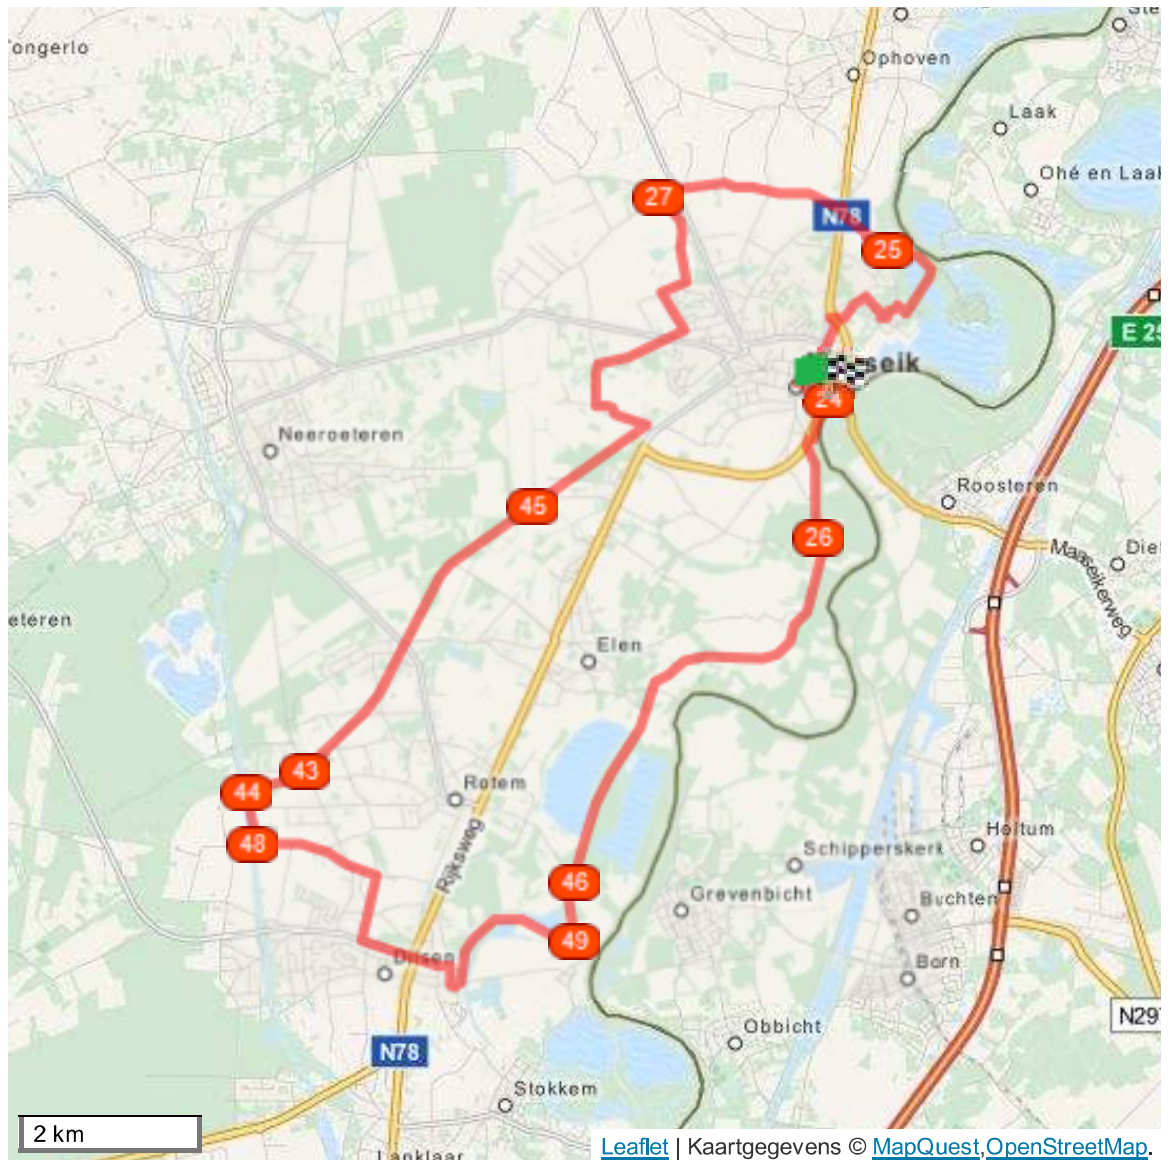 Ophoven
Laak
Ohé en Laak
27
N78
25
E 25
seik
24
Neeroeteren
45
Roosteren
26
Maaseikerweg
eteren
Elen
43
44
Rotem
48
Rijksweg
Holtum
Schipperskerk
46
Grevenbicht
Buchten
49
Dilsen
Born
N78
Obbicht
N29
Stokkem
2 km
Lanklaar
Leaflet | Kaartgegevens © MapQuest,OpenStreetMap.